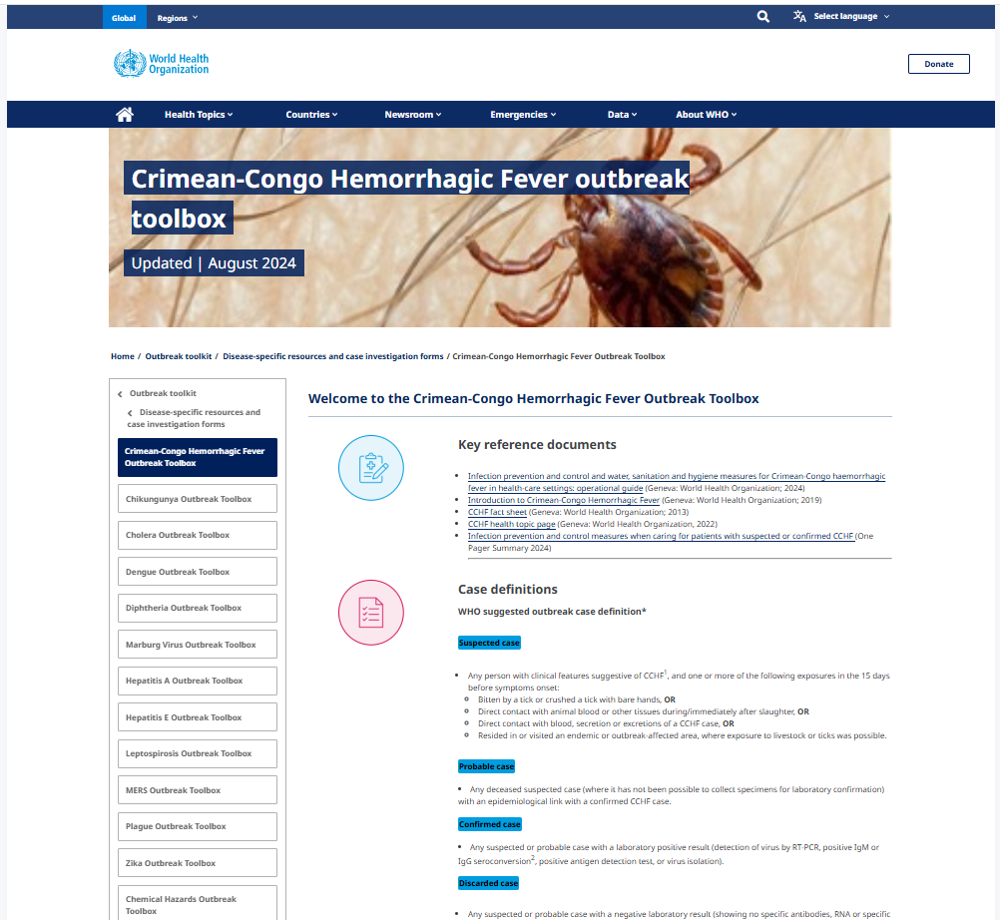 Global
Regions
Select language
World Health
Organization
Donate
Health Topics
Countries
Newsroom
Emergencies
Data
About WHO
Crimean-Congo Hemorrhagic Fever outbreak
toolbox
Updated | August 2024
Home / Outbreak toolkit / Disease-specific resources and case investigation forms / Crimean-Congo Hemorrhagic Fever Outbreak Toolbox
Outbreak toolkit
Disease-specific resources and
case investigation forms
Crimean-Congo Hemorrhagic Fever
Outbreak Toolbox
Chikungunya Outbreak Toolbox
Cholera Outbreak Toolbox
Dengue Outbreak Toolbox
Diphtheria Outbreak Toolbox
Marburg Virus Outbreak Toolbox
Hepatitis A Outbreak Toolbox
Hepatitis E Outbreak Toolbox
Leptospirosis Outbreak Toolbox
MERS Outbreak Toolbox
Plague Outbreak Toolbox
Zika Outbreak Toolbox
Chemical Hazards Outbreak
Toolbox
Welcome to the Crimean-Congo Hemorrhagic Fever Outbreak Toolbox
Key reference documents
• Infection prevention and control and water, sanitation and hygiene measures for Crimean-Congo haemorrhagic
fever in health-care settings: operational guide (Geneva: World Health Organization; 2024)
• Introduction to Crimean-Congo Hemorrhagic Fever (Geneva: World Health Organization; 2019)
• CCHF fact sheet (Geneva: World Health Organization; 2013)
• CCHF health topic page (Geneva: World Health Organization, 2022)
• Infection prevention and control measures when caring for patients with suspected or confirmed CCHF (One
Pager Summary 2024)
Case definitions
WHO suggested outbreak case definition*
Suspected case
• Any person with clinical features suggestive of CCHF¹, and one or more of the following exposures in the 15 days
before symptoms onset:
Bitten by a tick or crushed a tick with bare hands, OR
Direct contact with animal blood or other tissues during/immediately after slaughter, OR
Direct contact with blood, secretion or excretions of a CCHF case, OR
Resided in or visited an endemic or outbreak-affected area, where exposure to livestock or ticks was possible.
Probable case
• Any deceased suspected case (where it has not been possible to collect specimens for laboratory confirmation)
with an epidemiological link with a confirmed CCHF case.
Confirmed case
• Any suspected or probable case with a laboratory positive result (detection of virus by RT-PCR, positive IgM or
IgG seroconversion², positive antigen detection test, or virus isolation).
Discarded case
• Any suspected or probable case with a negative laboratory result (showing no specific antibodies, RNA or specific